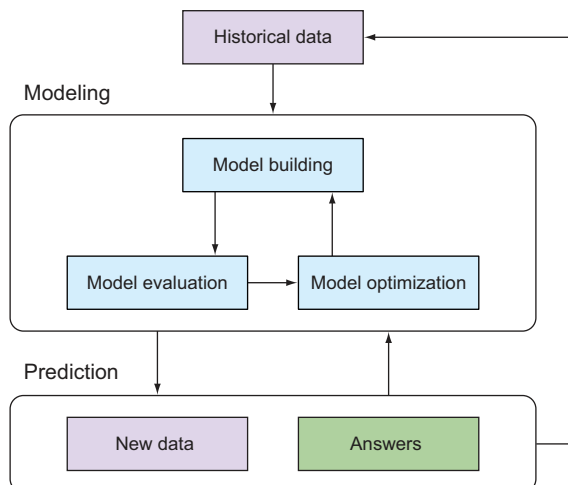 Historical data
Modeling
Model building
Model evaluation
Model optimization
Prediction
New data
Answers